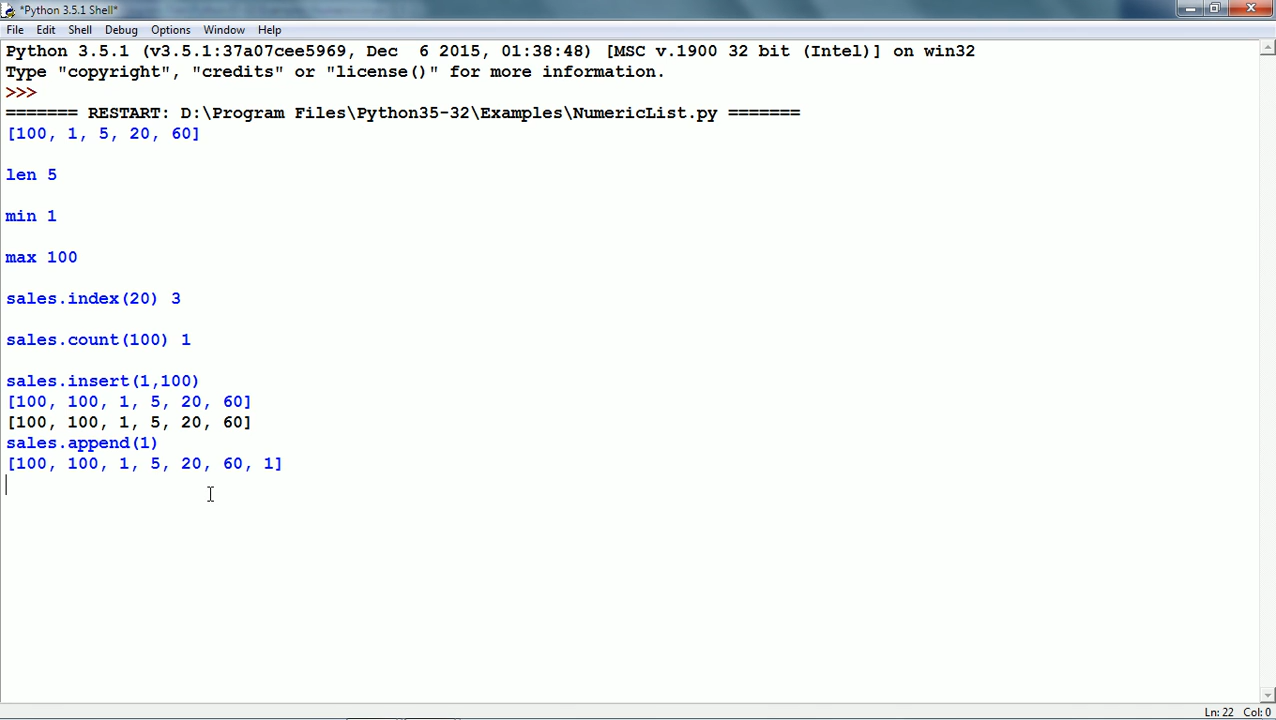 *Python 3.5.1 Shell*
File Edit Shell Debug Options Window Help
Python 3.5.1 (v3.5.1:37a07cee5969, Dec  6 2015, 01:38:48) [MSC v.1900 32 bit (Intel)] on win32
Type "copyright", "credits" or "license()" for more information.
>>>
======= RESTART: D:\Program Files\Python35-32\Examples\NumericList.py =======
[100, 1, 5, 20, 60]
len 5
min 1
max 100
sales.index(20) 3
sales.count(100) 1
sales.insert(1,100)
[100, 100, 1, 5, 20, 60]
[100, 100, 1, 5, 20, 60]
sales.append(1)
[100, 100, 1, 5, 20, 60, 1]
Ln: 22 Col: 0